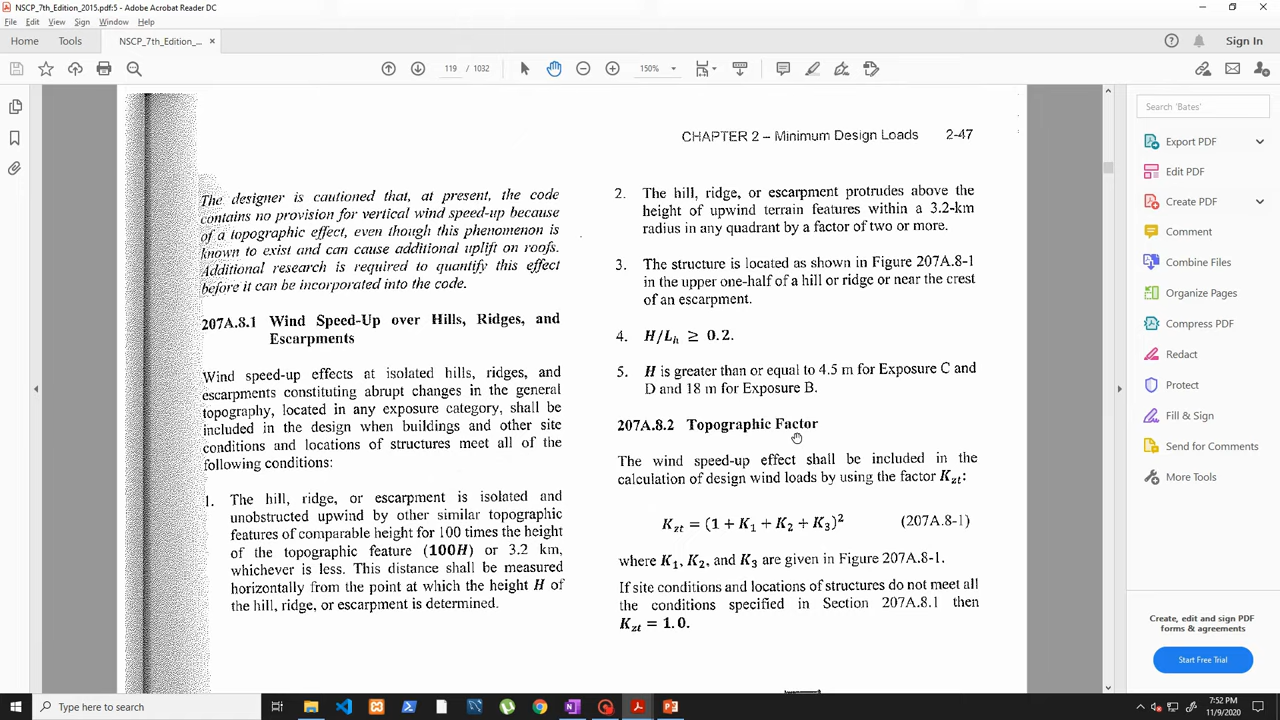 NSCP_7th_Edition_2015.pdf:5 - Adobe Acrobat Reader DC
File Edit View Sign Window Help
Home Tools NSCP_7th_Edition_... ×
Sign In
119 / 1032
150%
CHAPTER 2 – Minimum Design Loads 2-47
The designer is cautioned that, at present, the code
contains no provision for vertical wind speed-up because
of a topographic effect, even though this phenomenon is
known to exist and can cause additional uplift on roofs.
Additional research is required to quantify this effect
before it can be incorporated into the code.
207A.8.1 Wind Speed-Up over Hills, Ridges, and
Escarpments
Wind speed-up effects at isolated hills, ridges, and
escarpments constituting abrupt changes in the general
topography, located in any exposure category, shall be
included in the design when buildings and other site
conditions and locations of structures meet all of the
following conditions:
1. The hill, ridge, or escarpment is isolated and
unobstructed upwind by other similar topographic
features of comparable height for 100 times the height
of the topographic feature (100H) or 3.2 km,
whichever is less. This distance shall be measured
horizontally from the point at which the height H of
the hill, ridge, or escarpment is determined.
2. The hill, ridge, or escarpment protrudes above the
height of upwind terrain features within a 3.2-km
radius in any quadrant by a factor of two or more.
3. The structure is located as shown in Figure 207A.8-1
in the upper one-half of a hill or ridge or near the crest
of an escarpment.
4. H/Lₕ ≥ 0.2.
5. H is greater than or equal to 4.5 m for Exposure C and
D and 18 m for Exposure B.
207A.8.2 Topographic Factor
The wind speed-up effect shall be included in the
calculation of design wind loads by using the factor Kzt:
Kzt = (1 + K₁ + K₂ + K₃)² (207A.8-1)
where K₁, K₂, and K₃ are given in Figure 207A.8-1.
If site conditions and locations of structures do not meet all
the conditions specified in Section 207A.8.1 then
Kzt = 1.0.
Search 'Bates'
Export PDF
Edit PDF
Create PDF
Comment
Combine Files
Organize Pages
Compress PDF
Redact
Protect
Fill & Sign
Send for Comments
More Tools
Create, edit and sign PDF
forms & agreements
Start Free Trial
Type here to search
7:52 PM
11/9/2020